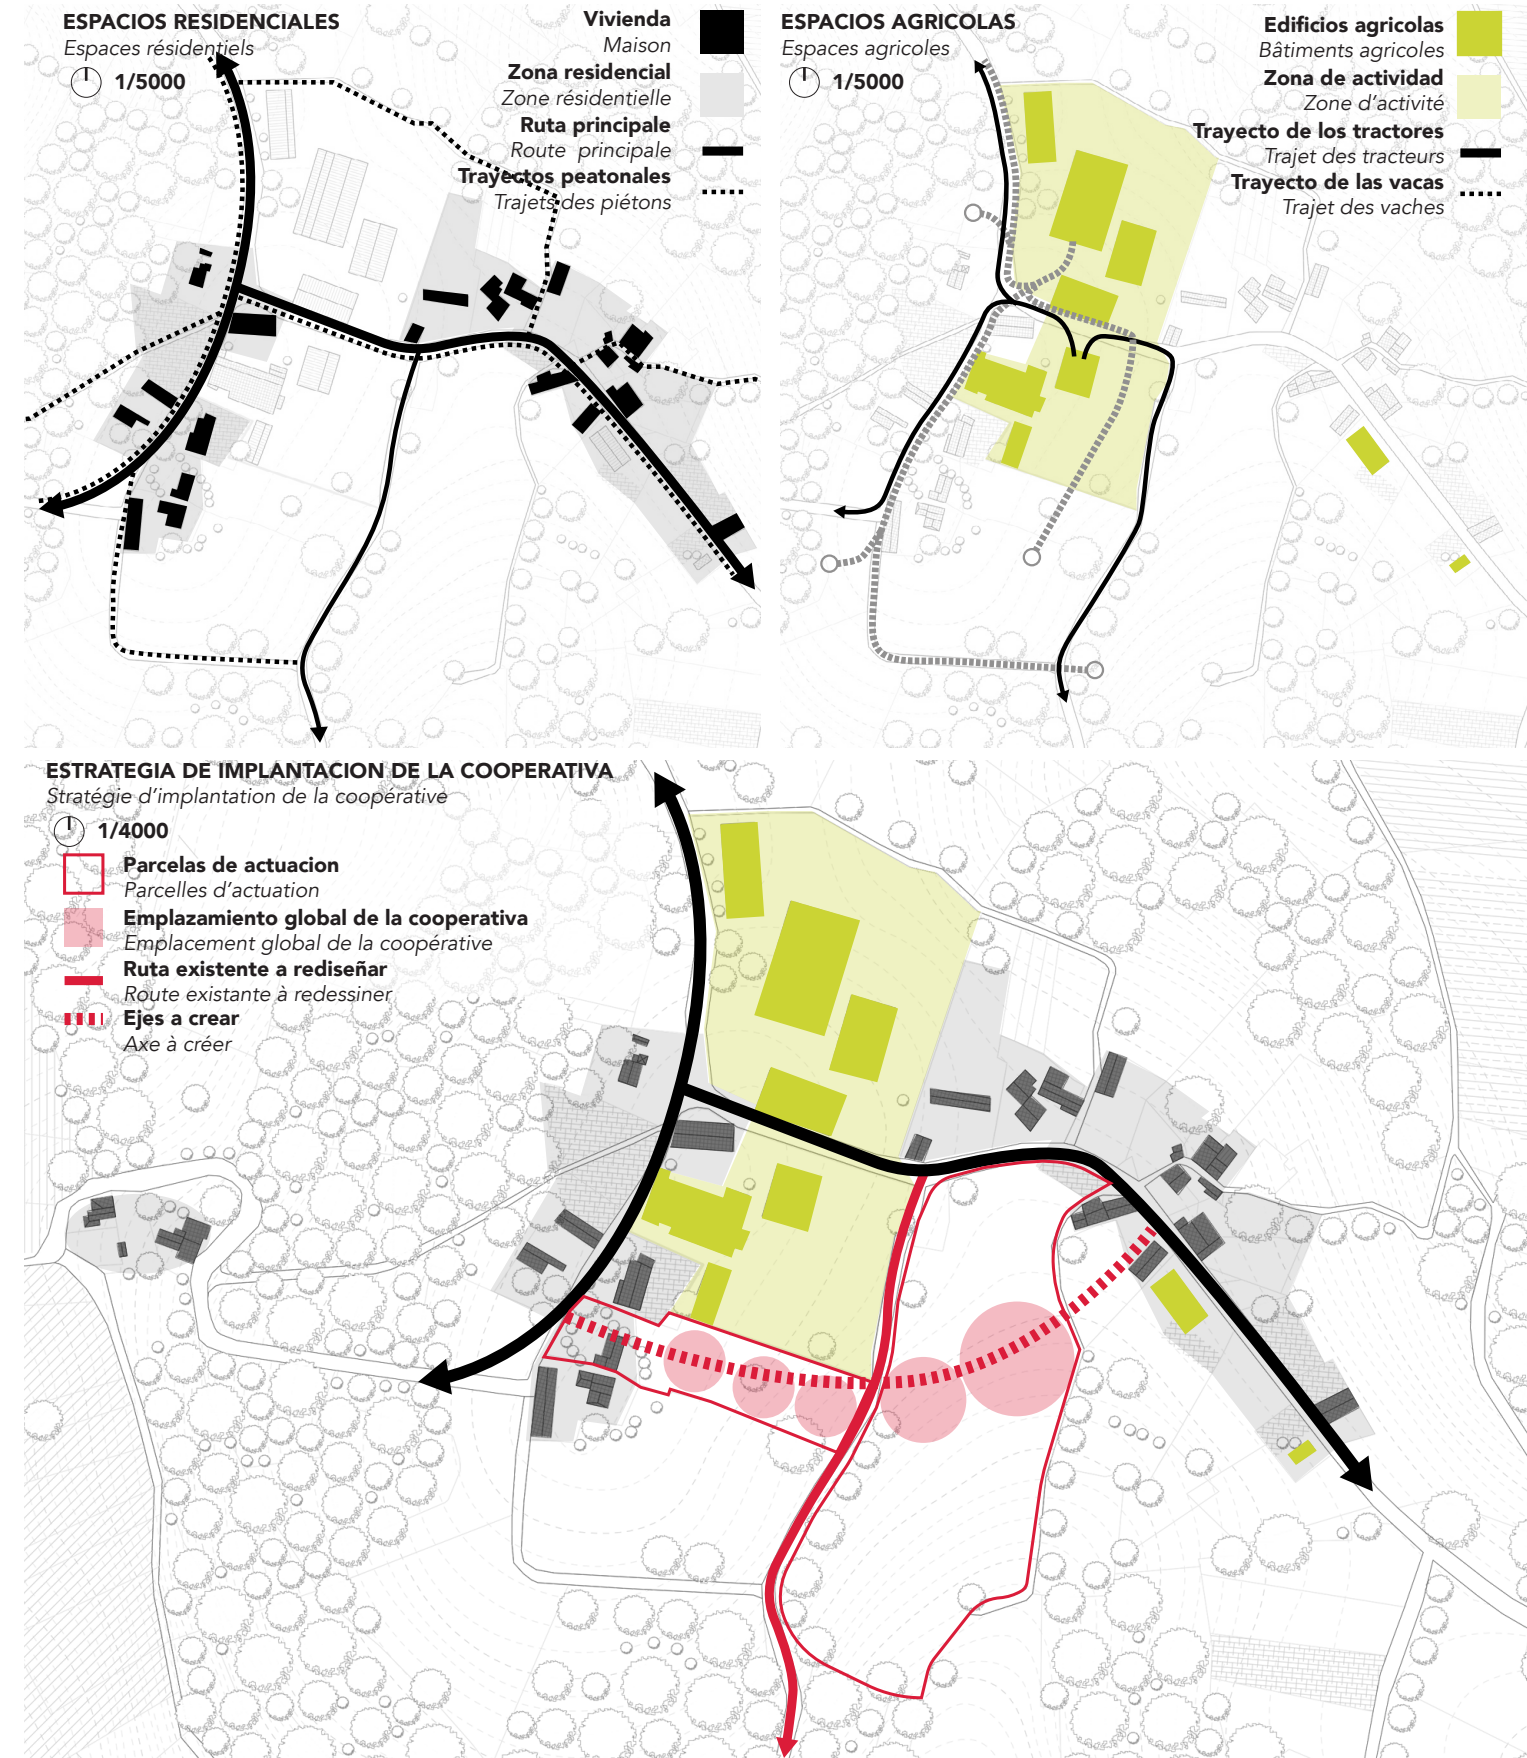 ESPACIOS RESIDENCIALES
Espaces résidentiels
1/5000
Vivienda
Maison
Zona residencial
Zone résidentielle
Ruta principale
Route principale
Trayectos peatonales
Trajets des piétons
ESPACIOS AGRICOLAS
Espaces agricoles
1/5000
Edificios agricolas
Bâtiments agricoles
Zona de actividad
Zone d'activité
Trayecto de los tractores
Trajet des tracteurs
Trayecto de las vacas
Trajet des vaches
ESTRATEGIA DE IMPLANTACION DE LA COOPERATIVA
Stratégie d'implantation de la coopérative
1/4000
Parcelas de actuacion
Parcelles d'actuation
Emplazamiento global de la cooperativa
Emplacement global de la coopérative
Ruta existente a rediseñar
Route existante à redessiner
Ejes a crear
Axe à créer